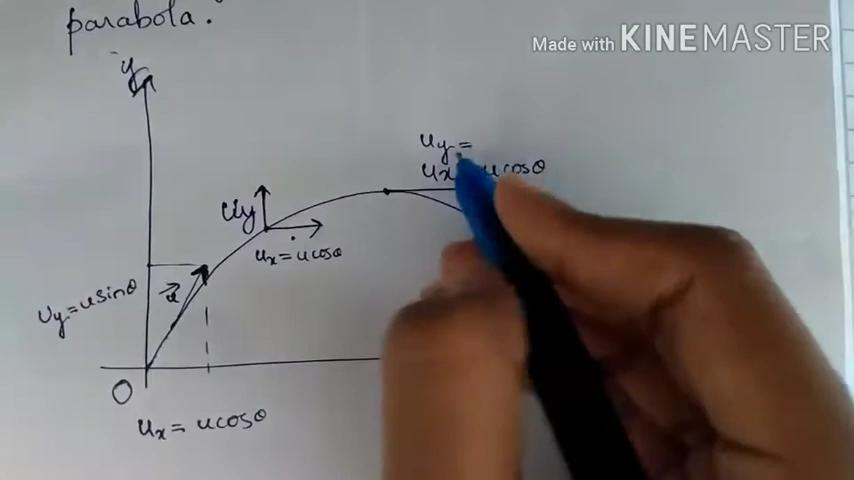 parabola.
Made with KINEMASTER
y
uy =
ux = ucosθ
uy
ux = ucosθ
uy = usinθ
u
O
ux = ucosθ